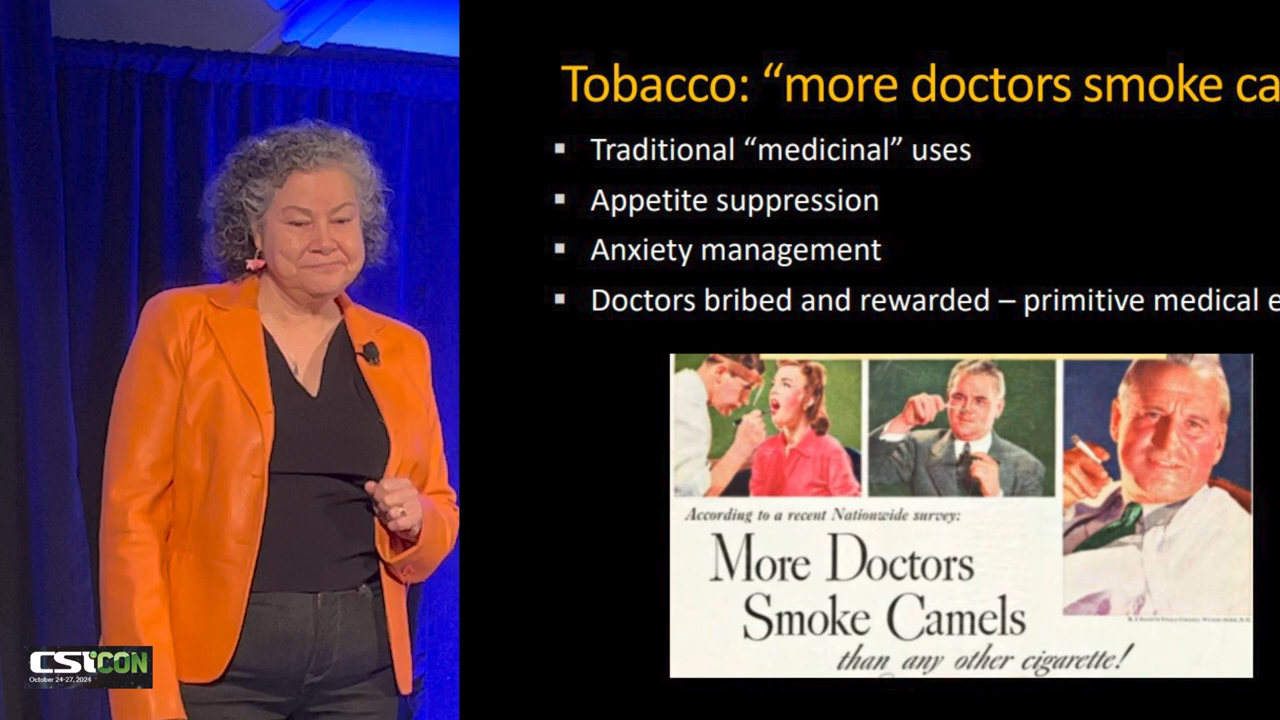 Tobacco: “more doctors smoke ca
▪ Traditional “medicinal” uses
▪ Appetite suppression
▪ Anxiety management
▪ Doctors bribed and rewarded – primitive medical e
According to a recent Nationwide survey:
More Doctors
Smoke Camels
than any other cigarette!
CSICON
October 24-27, 2024